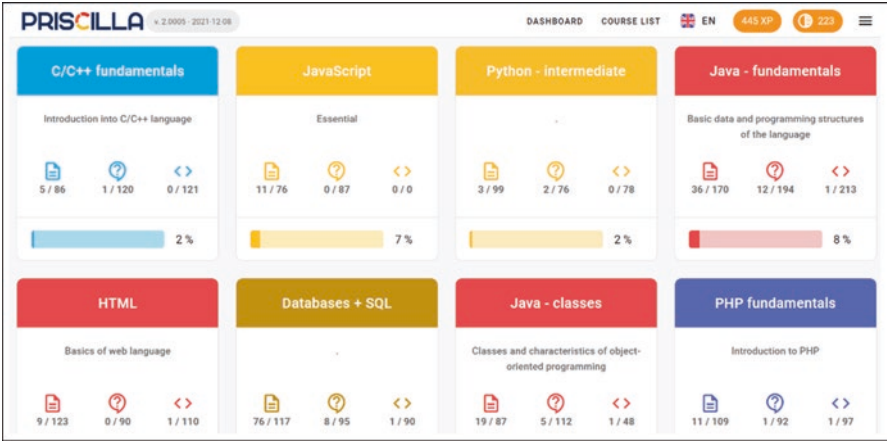 PRISCILLA v. 2.0005 - 2021-12-08 DASHBOARD COURSE LIST EN 445 XP 223
C/C++ fundamentals
Introduction into C/C++ language
5 / 86 1 / 120 0 / 121
2 %
JavaScript
Essential
11 / 76 0 / 87 0 / 0
7 %
Python - intermediate
.
3 / 99 2 / 76 0 / 78
2 %
Java - fundamentals
Basic data and programming structures
of the language
36 / 170 12 / 194 1 / 213
8 %
HTML
Basics of web language
9 / 123 0 / 90 1 / 110
Databases + SQL
.
76 / 117 8 / 95 1 / 90
Java - classes
Classes and characteristics of object-
oriented programming
19 / 87 5 / 112 1 / 48
PHP fundamentals
Introduction to PHP
11 / 109 1 / 92 1 / 97